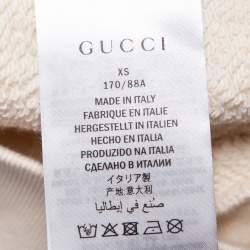 GUCCI
XS
170/88A
MADE IN ITALY
FABRIQUE EN ITALIE
HERGESTELLT IN ITALIEN
HECHO EN ITALIA
PRODUZIDO NA ITALIA
СДЕЛАНО В ИТАЛИИ
イタリア製
产地:意大利
صنع في إيطاليا